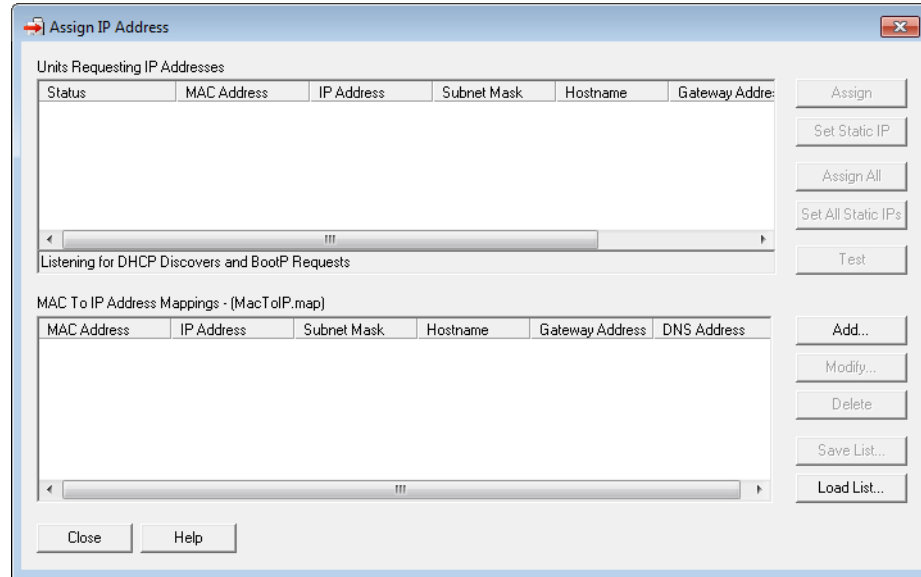 Assign IP Address
Units Requesting IP Addresses
Status MAC Address IP Address Subnet Mask Hostname Gateway Addre
Assign
Set Static IP
Assign All
Set All Static IPs
Test
Listening for DHCP Discovers and BootP Requests
MAC To IP Address Mappings - (MacToIP.map)
MAC Address IP Address Subnet Mask Hostname Gateway Address DNS Address
Add...
Modify...
Delete
Save List...
Load List...
Close Help